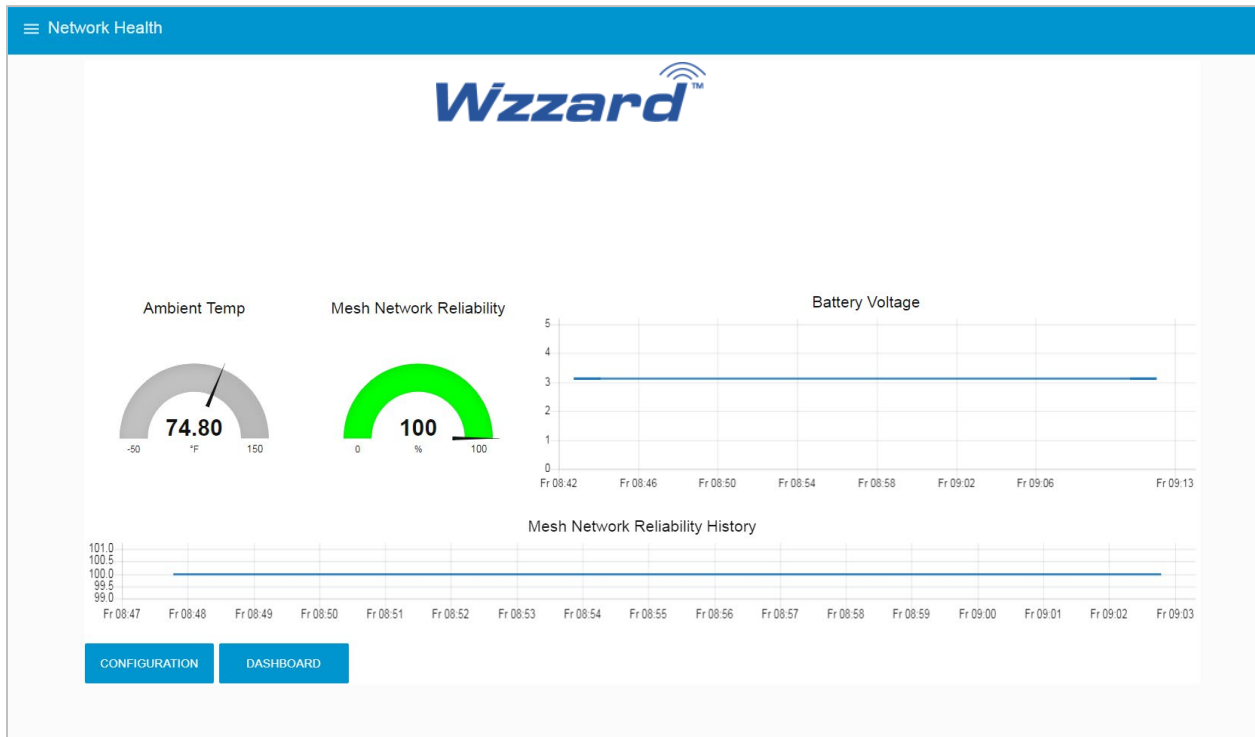 Network Health
Wzzard™
Ambient Temp
74.80
-50 °F 150
Mesh Network Reliability
100
0 % 100
Battery Voltage
5
4
3
2
1
0
Fr 08:42 Fr 08:46 Fr 08:50 Fr 08:54 Fr 08:58 Fr 09:02 Fr 09:06 Fr 09:13
Mesh Network Reliability History
101.0
100.5
100.0
99.5
99.0
Fr 08:47 Fr 08:48 Fr 08:49 Fr 08:50 Fr 08:51 Fr 08:52 Fr 08:53 Fr 08:54 Fr 08:55 Fr 08:56 Fr 08:57 Fr 08:58 Fr 08:59 Fr 09:00 Fr 09:01 Fr 09:02 Fr 09:03
CONFIGURATION DASHBOARD